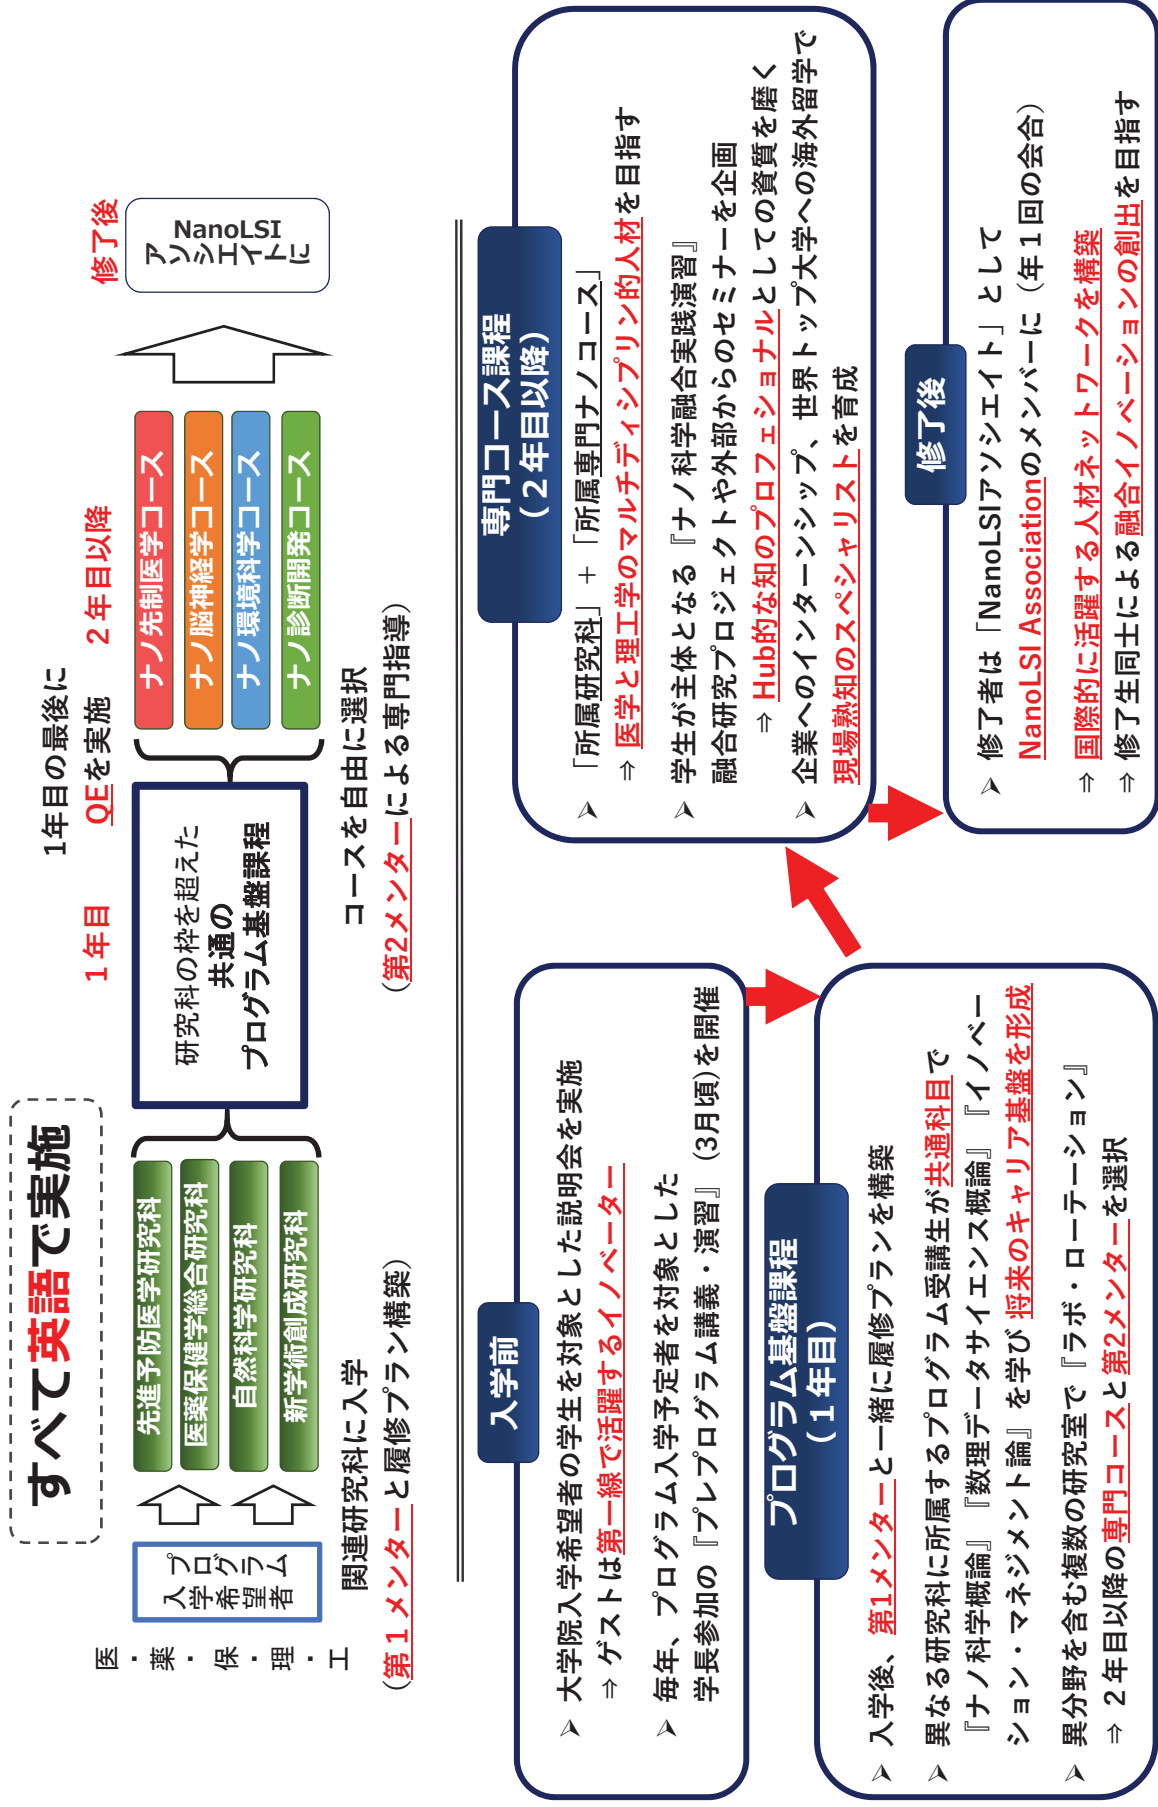 すべて英語で実施
医・薬・保・理・工
プログラム
入学希望者
先進予防医学研究科
医薬保健学総合研究科
自然科学研究科
新学術創成研究科
関連研究科に入学
（第１メンターと履修プラン構築）
1年目の最後に
１年目
QEを実施
２年目以降
研究科の枠を超えた
共通の
プログラム基盤課程
ナノ先制医学コース
ナノ脳神経学コース
ナノ環境科学コース
ナノ診断開発コース
コースを自由に選択
（第2メンターによる専門指導）
修了後
NanoLSI
アソシエイトに
入学前
➢ 大学院入学希望者の学生を対象とした説明会を実施
⇒ ゲストは第一線で活躍するイノベーター
➢ 毎年、プログラム入学予定者を対象とした
学長参加の『プレプログラム講義・演習』（3月頃)を開催
プログラム基盤課程
（１年目）
➢ 入学後、第1メンターと一緒に履修プランを構築
➢ 異なる研究科に所属するプログラム受講生が共通科目で
『ナノ科学概論』『数理データサイエンス概論』『イノベー
ション・マネジメント論』を学び 将来のキャリア基盤を形成
➢ 異分野を含む複数の研究室で『ラボ・ローテーション』
⇒ ２年目以降の専門コースと第2メンターを選択
専門コース課程
（２年目以降）
➢ 「所属研究科」＋「所属専門ナノコース」
⇒ 医学と理工学のマルチディシプリン的人材を目指す
➢ 学生が主体となる『ナノ科学融合実践演習』
融合研究プロジェクトや外部からのセミナーを企画
⇒ Hub的な知のプロフェショナルとしての資質を磨く
➢ 企業へのインターンシップ、世界トップ大学への海外留学で
現場熟知のスペシャリストを育成
修了後
➢ 修了者は「NanoLSIアソシエイト」として
NanoLSI Associationのメンバーに（年１回の会合）
⇒ 国際的に活躍する人材ネットワークを構築
⇒ 修了生同士による融合イノベーションの創出を目指す